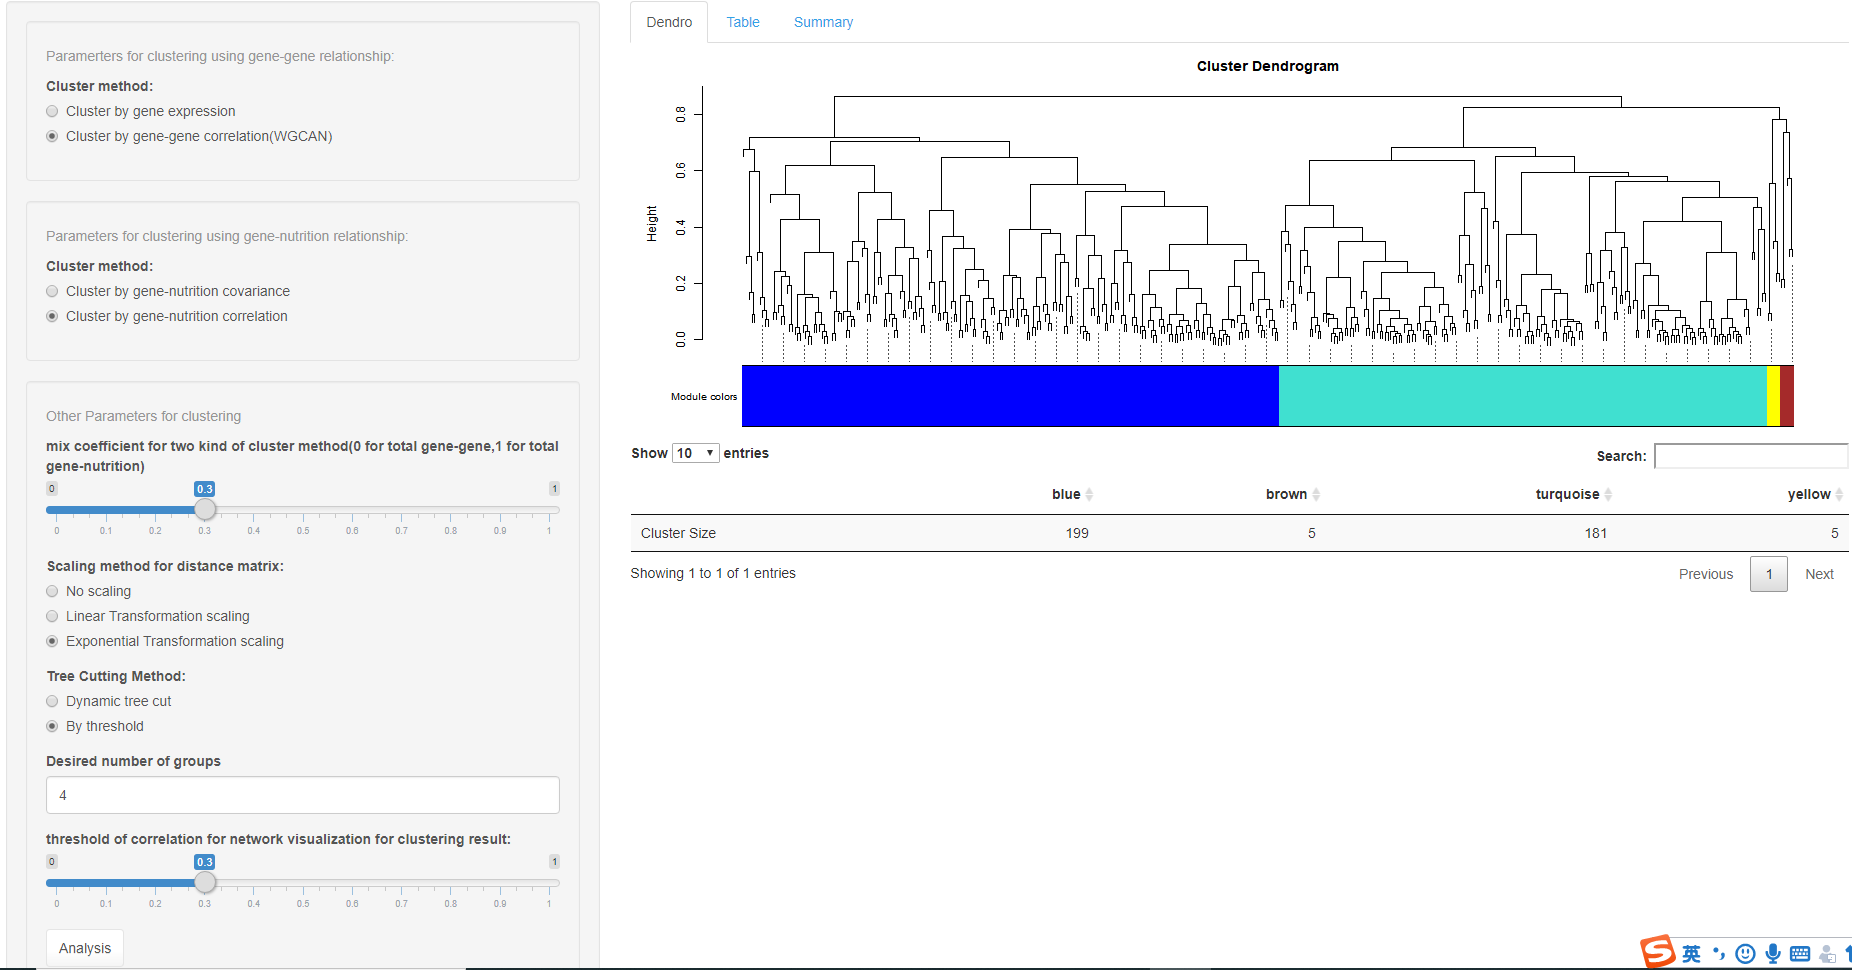 Paramerters for clustering using gene-gene relationship:
Cluster method:
Cluster by gene expression
Cluster by gene-gene correlation(WGCAN)
Parameters for clustering using gene-nutrition relationship:
Cluster method:
Cluster by gene-nutrition covariance
Cluster by gene-nutrition correlation
Other Parameters for clustering
mix coefficient for two kind of cluster method(0 for total gene-gene,1 for total
gene-nutrition)
0 0.3 1
0 0.1 0.2 0.3 0.4 0.5 0.6 0.7 0.8 0.9 1
Scaling method for distance matrix:
No scaling
Linear Transformation scaling
Exponential Transformation scaling
Tree Cutting Method:
Dynamic tree cut
By threshold
Desired number of groups
4
threshold of correlation for network visualization for clustering result:
0 0.3 1
0 0.1 0.2 0.3 0.4 0.5 0.6 0.7 0.8 0.9 1
Analysis
Dendro Table Summary
Cluster Dendrogram
Height
0.8
0.6
0.4
0.2
0.0
Module colors
Show 10 entries
Search:
blue brown turquoise yellow
Cluster Size 199 5 181 5
Showing 1 to 1 of 1 entries
Previous 1 Next
S 英